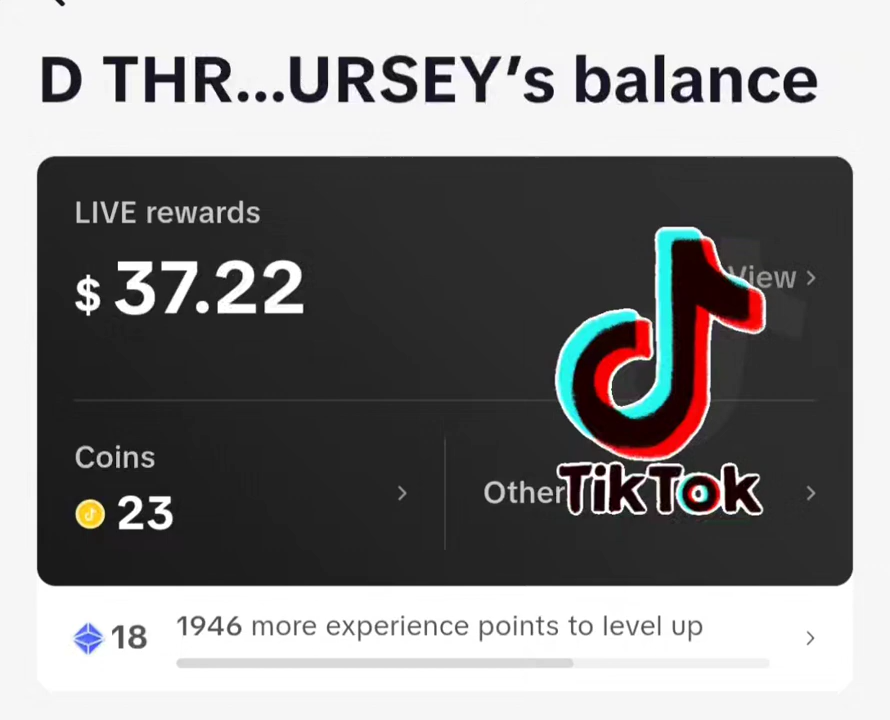 D THR...URSEY’s balance
LIVE rewards
$ 37.22
View >
Coins
23 >
Other >
TikTok
18
1946 more experience points to level up >